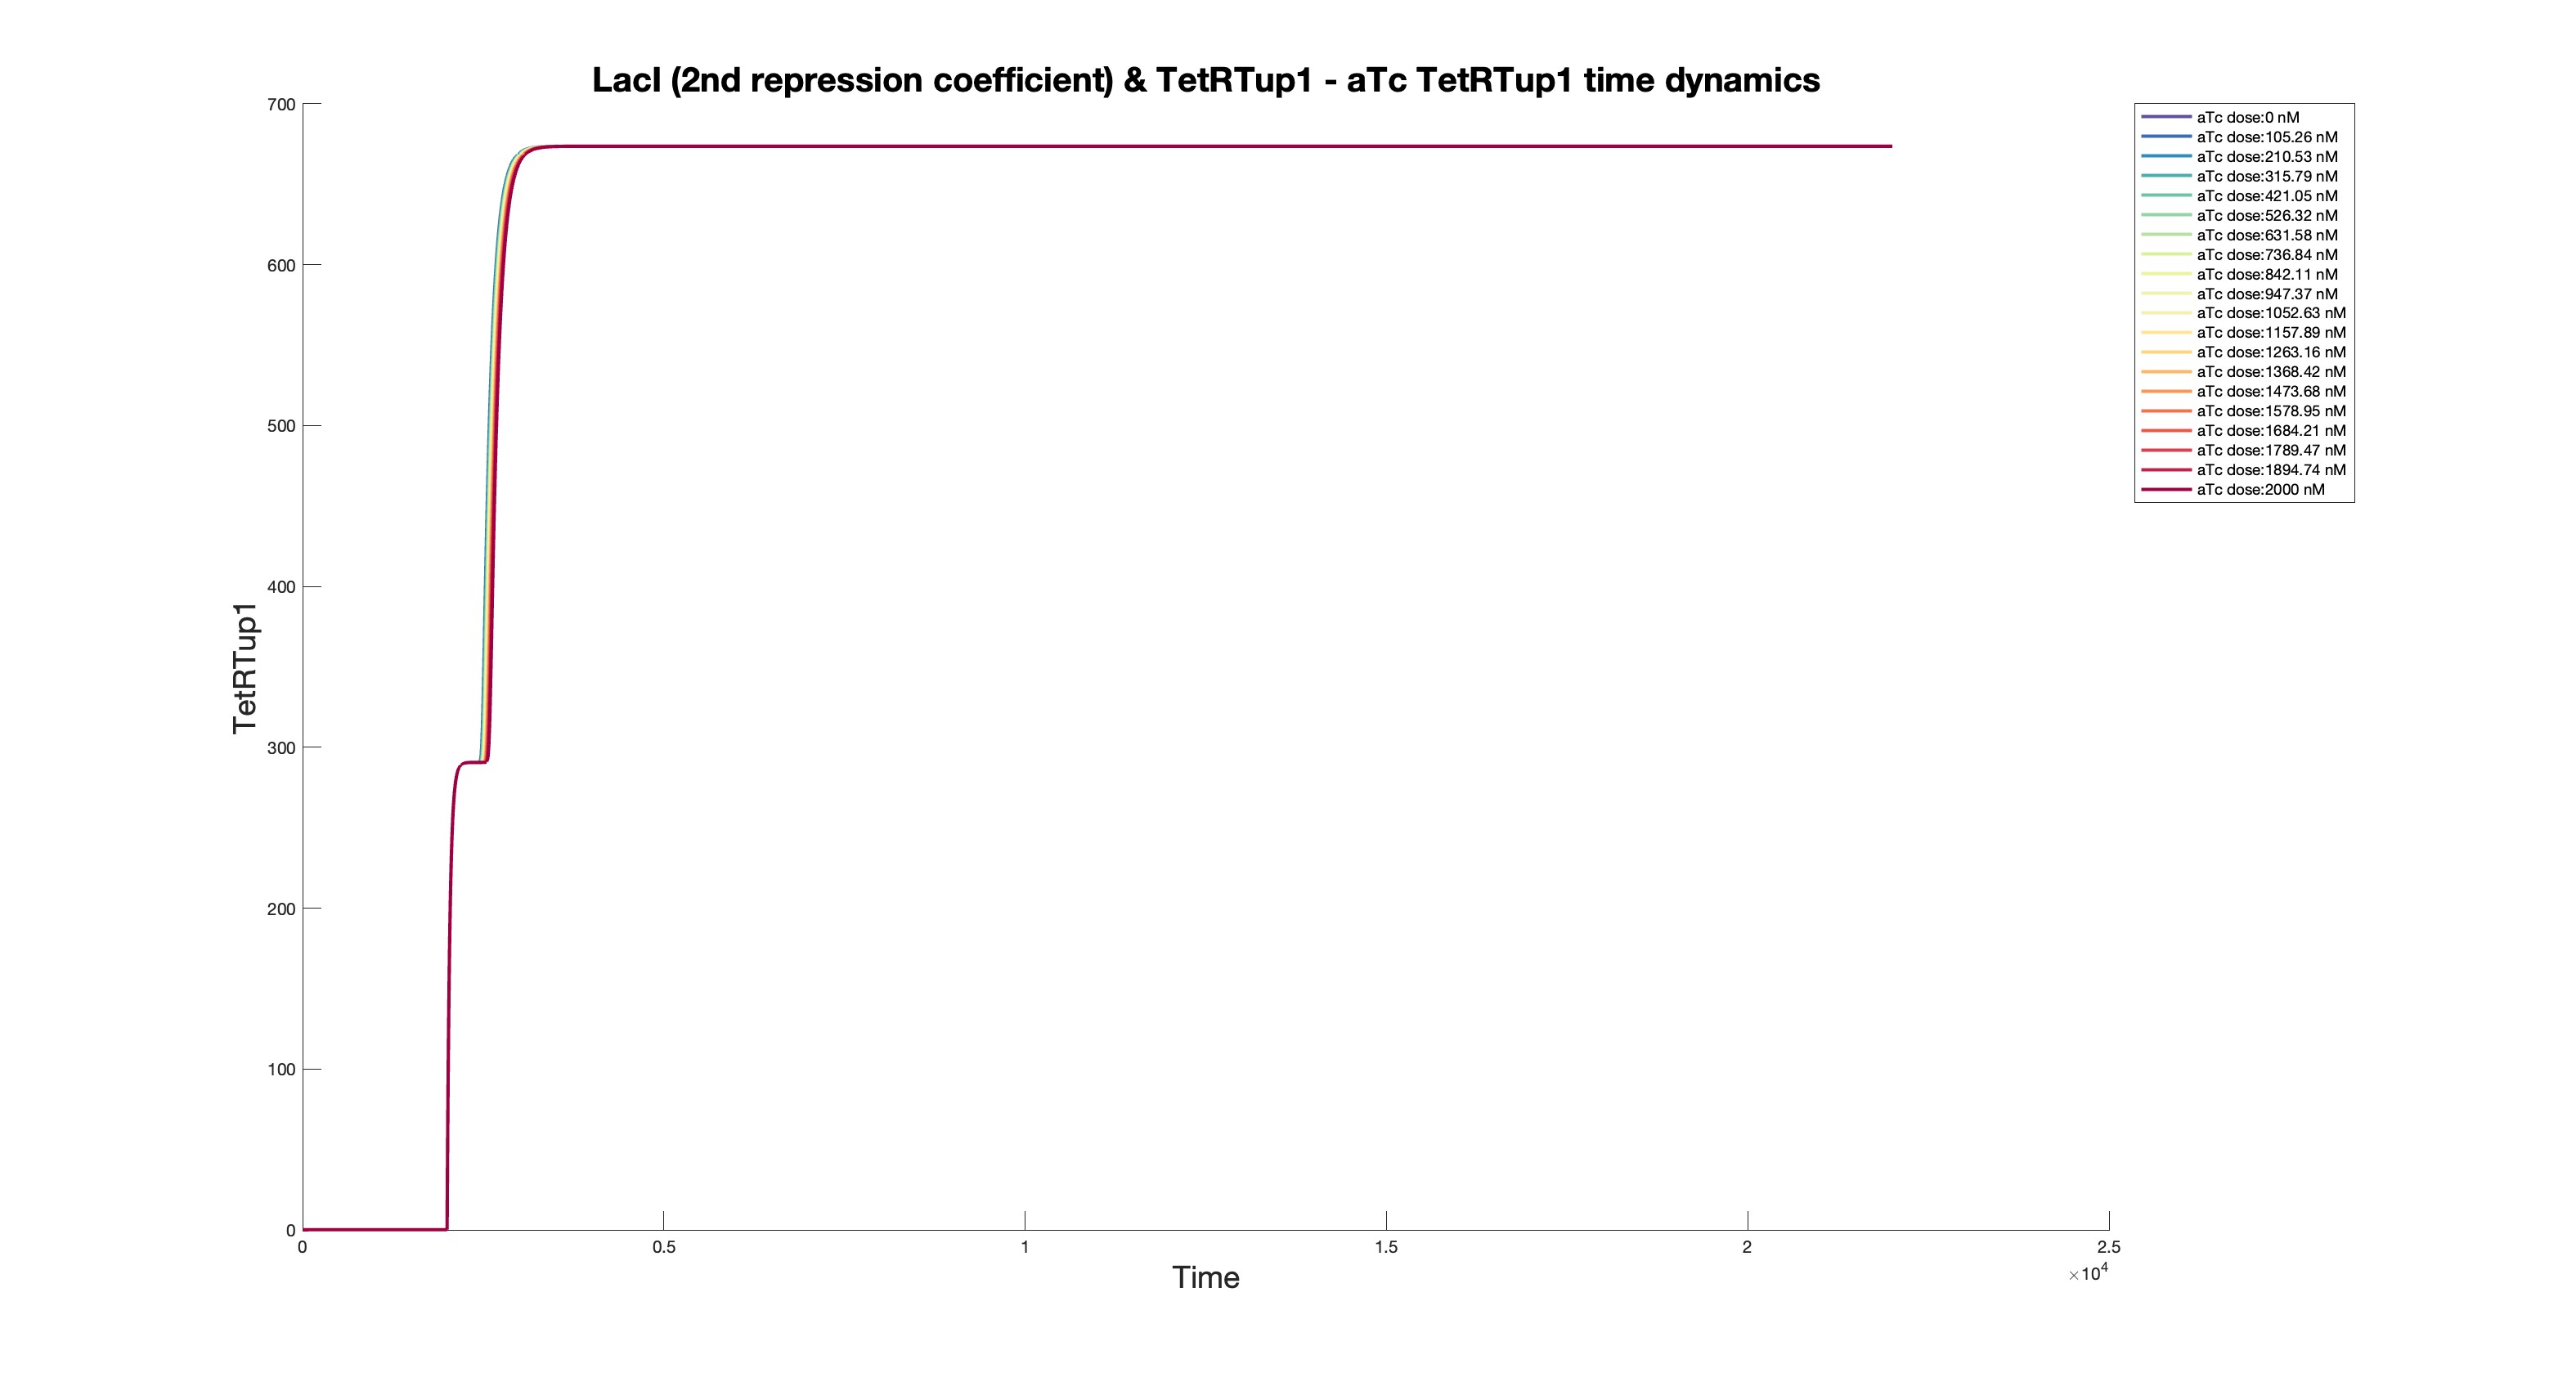 LacI (2nd repression coefficient) & TetRTup1 - aTc TetRTup1 time dynamics
700
600
500
400
300
200
100
0
TetRTup1
0 0.5 1 1.5 2 2.5
×10^4
Time
aTc dose:0 nM
aTc dose:105.26 nM
aTc dose:210.53 nM
aTc dose:315.79 nM
aTc dose:421.05 nM
aTc dose:526.32 nM
aTc dose:631.58 nM
aTc dose:736.84 nM
aTc dose:842.11 nM
aTc dose:947.37 nM
aTc dose:1052.63 nM
aTc dose:1157.89 nM
aTc dose:1263.16 nM
aTc dose:1368.42 nM
aTc dose:1473.68 nM
aTc dose:1578.95 nM
aTc dose:1684.21 nM
aTc dose:1789.47 nM
aTc dose:1894.74 nM
aTc dose:2000 nM